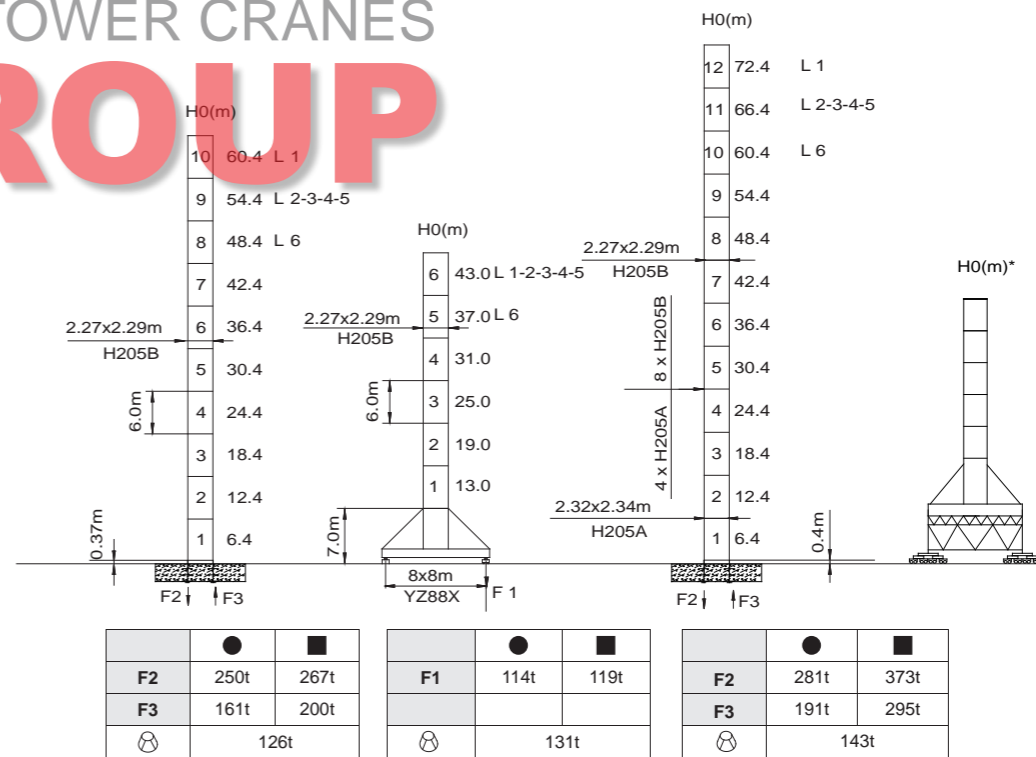 TOWER CRANES
ROUP
H0(m)
10 60.4 L 1
9 54.4 L 2-3-4-5
8 48.4 L 6
7 42.4
6 36.4
5 30.4
4 24.4
3 18.4
2 12.4
1 6.4
2.27x2.29m
H205B
6.0m
0.37m
F2 F3
H0(m)
6 43.0 L 1-2-3-4-5
5 37.0 L 6
4 31.0
3 25.0
2 19.0
1 13.0
2.27x2.29m
H205B
6.0m
7.0m
8x8m
YZ88X
F 1
H0(m)
12 72.4 L 1
11 66.4 L 2-3-4-5
10 60.4 L 6
9 54.4
8 48.4
7 42.4
6 36.4
5 30.4
4 24.4
3 18.4
2 12.4
1 6.4
2.27x2.29m
H205B
8 x H205B
4 x H205A
2.32x2.34m
H205A
0.4m
F2 F3
H0(m)*
● ■
F2 250t 267t
F3 161t 200t
126t
● ■
F1 114t 119t
131t
● ■
F2 281t 373t
F3 191t 295t
143t